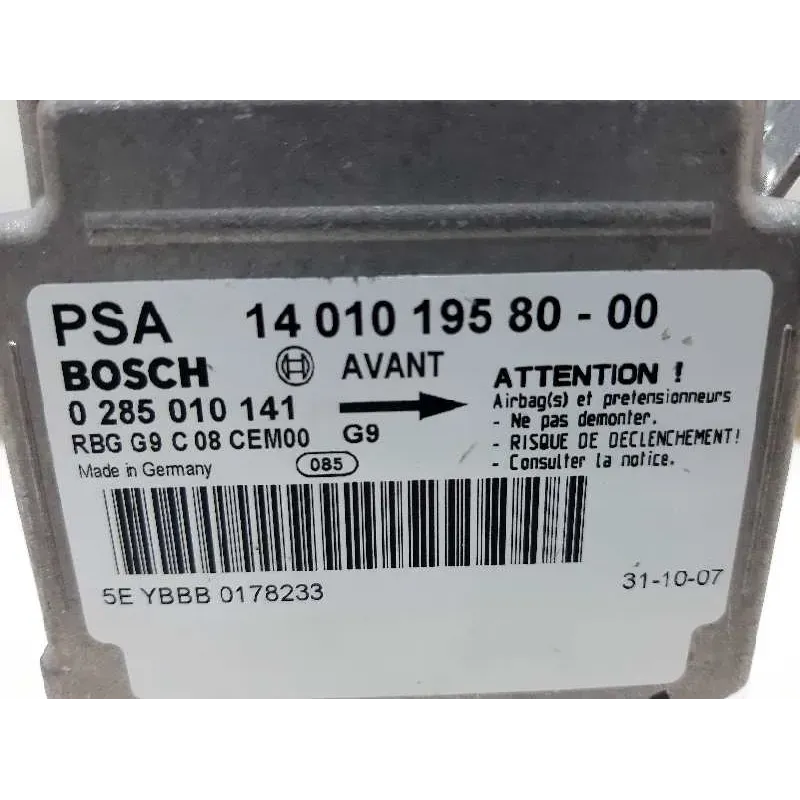 PSA 14 010 195 80 - 00
BOSCH AVANT
0 285 010 141
RBG G9 C 08 CEM00 G9
Made in Germany 085
ATTENTION !
Airbag(s) et pretensionneurs
- Ne pas demonter.
- RISQUE DE DECLENCHEMENT!
- Consulter la notice.
5E YBBB 0178233
31-10-07